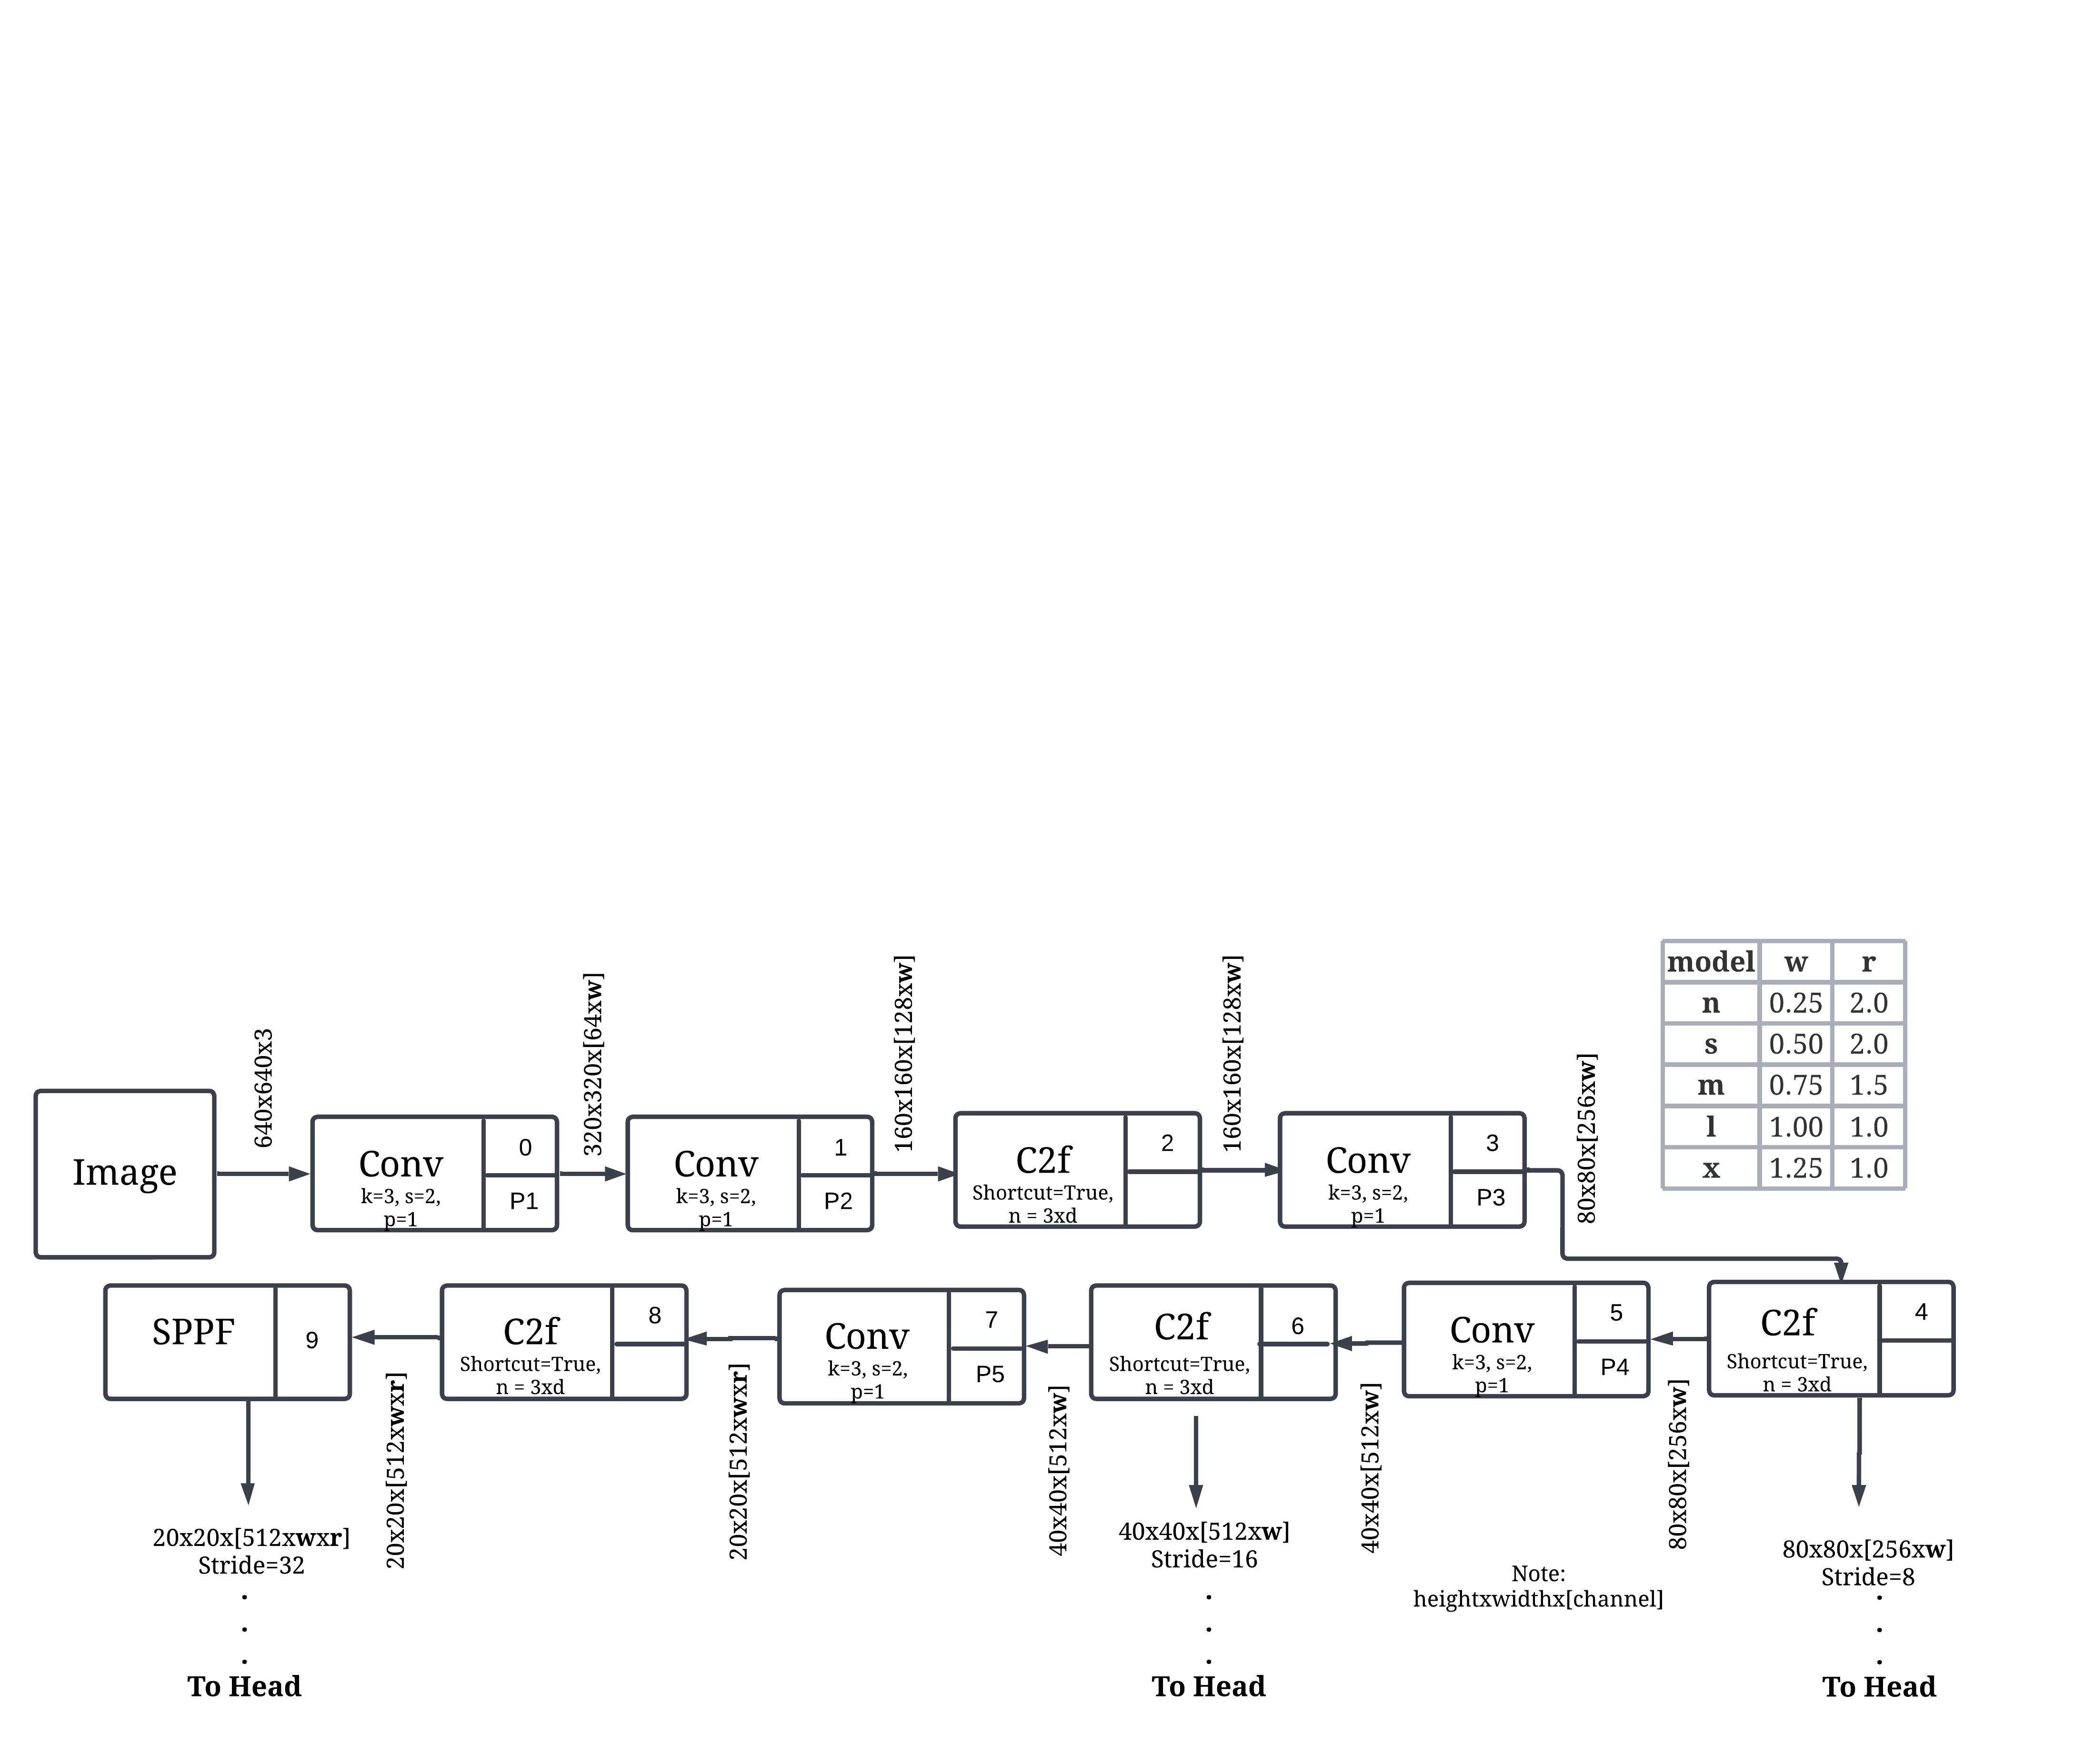 640x640x3
320x320x[64xw]
160x160x[128xw]
160x160x[128xw]
80x80x[256xw]
model w r
n 0.25 2.0
s 0.50 2.0
m 0.75 1.5
l 1.00 1.0
x 1.25 1.0
Image
Conv
k=3, s=2,
p=1
0
P1
Conv
k=3, s=2,
p=1
1
P2
C2f
Shortcut=True,
n = 3xd
2
Conv
k=3, s=2,
p=1
3
P3
SPPF
9
C2f
Shortcut=True,
n = 3xd
8
Conv
k=3, s=2,
p=1
7
P5
C2f
Shortcut=True,
n = 3xd
6
Conv
k=3, s=2,
p=1
5
P4
C2f
Shortcut=True,
n = 3xd
4
20x20x[512xwxr]
20x20x[512xwxr]
40x40x[512xw]
40x40x[512xw]
80x80x[256xw]
20x20x[512xwxr]
Stride=32
.
.
.
To Head
40x40x[512xw]
Stride=16
.
.
.
To Head
Note:
heightxwidthx[channel]
80x80x[256xw]
Stride=8
.
.
.
To Head